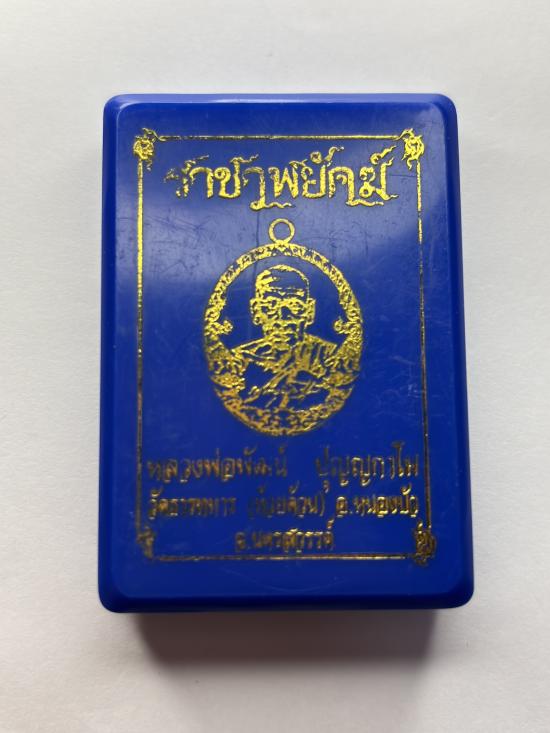 ราชาพยัคฆ์
หลวงพ่อพัฒน์ ปุญญกาโม
วัดธารทหาร (ห้วยด้วน) อ.หนองบัว
จ.นครสวรรค์